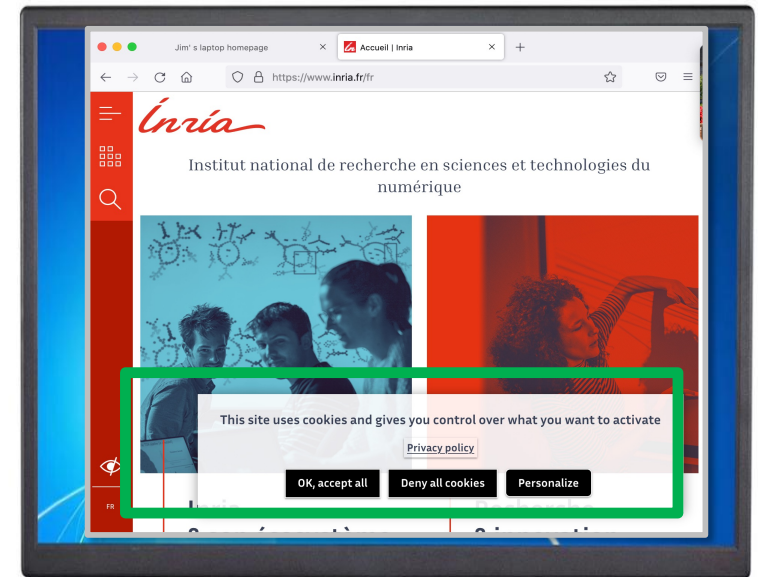 Jim' s laptop homepage
Accueil | Inria
https://www.inria.fr/fr
Inría
Institut national de recherche en sciences et technologies du
numérique
This site uses cookies and gives you control over what you want to activate
Privacy policy
OK, accept all
Deny all cookies
Personalize
FR